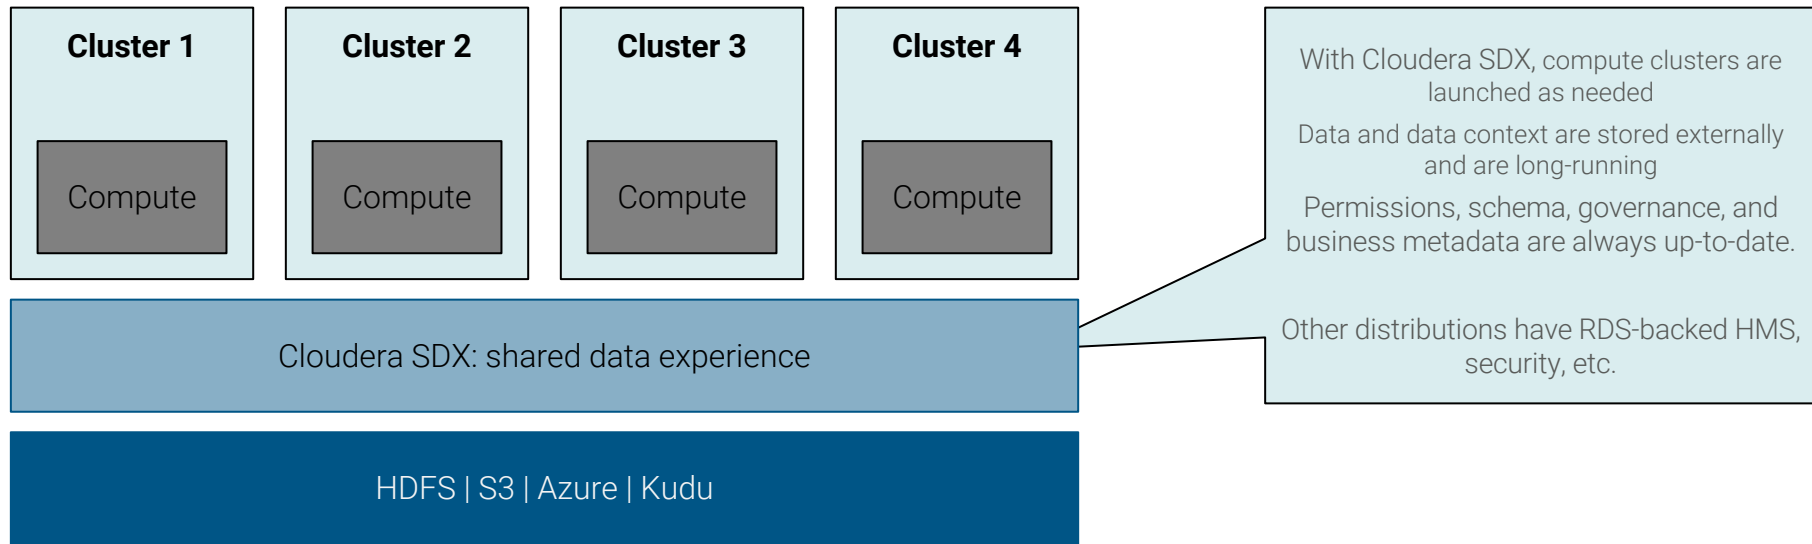 Cluster 1
Cluster 2
Cluster 3
Cluster 4
Compute
Compute
Compute
Compute
Cloudera SDX: shared data experience
HDFS | S3 | Azure | Kudu
With Cloudera SDX, compute clusters are
launched as needed
Data and data context are stored externally
and are long-running
Permissions, schema, governance, and
business metadata are always up-to-date.
Other distributions have RDS-backed HMS,
security, etc.